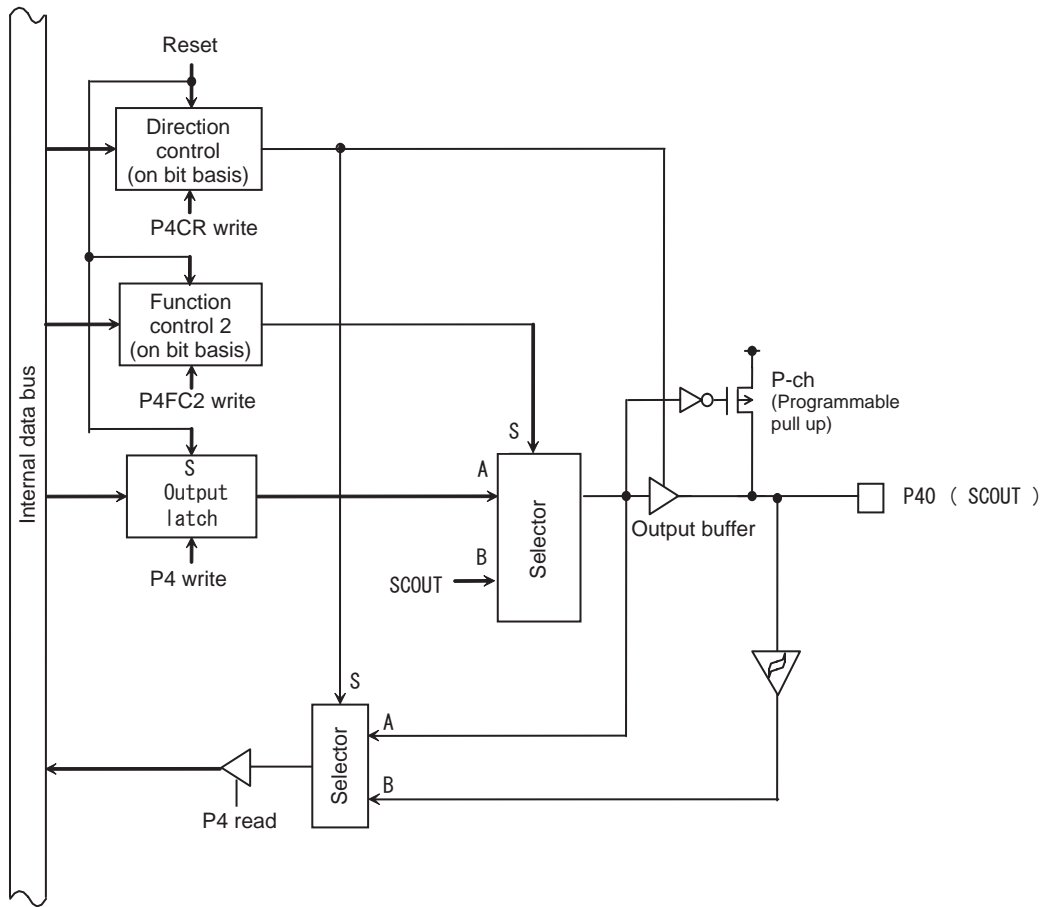 Reset
Direction
control
(on bit basis)
P4CR write
Function
control 2
(on bit basis)
P4FC2 write
Internal data bus
S
Output
latch
P4 write
S
A
B
SCOUT
Selector
P-ch
(Programmable
pull up)
Output buffer
P40 ( SCOUT )
S
A
B
Selector
P4 read